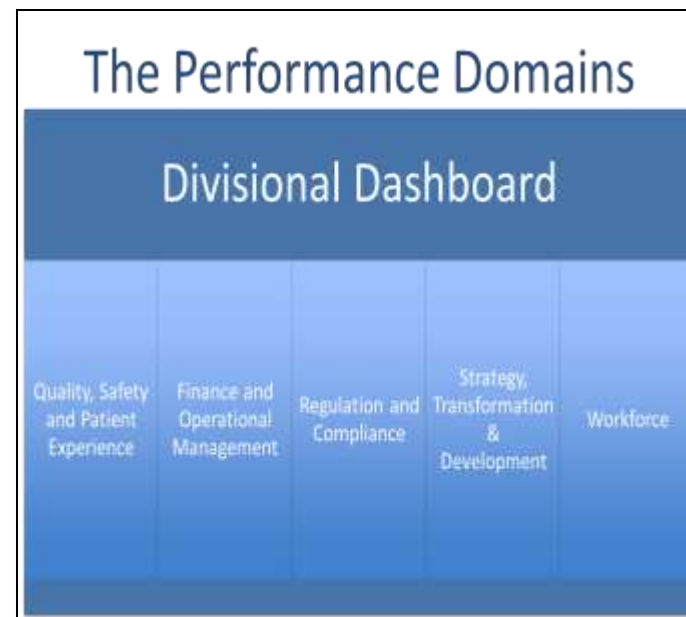 The Performance Domains
Divisional Dashboard
Quality, Safety
and Patient
Experience
Finance and
Operational
Management
Regulation and
Compliance
Strategy,
Transformation
&
Development
Workforce